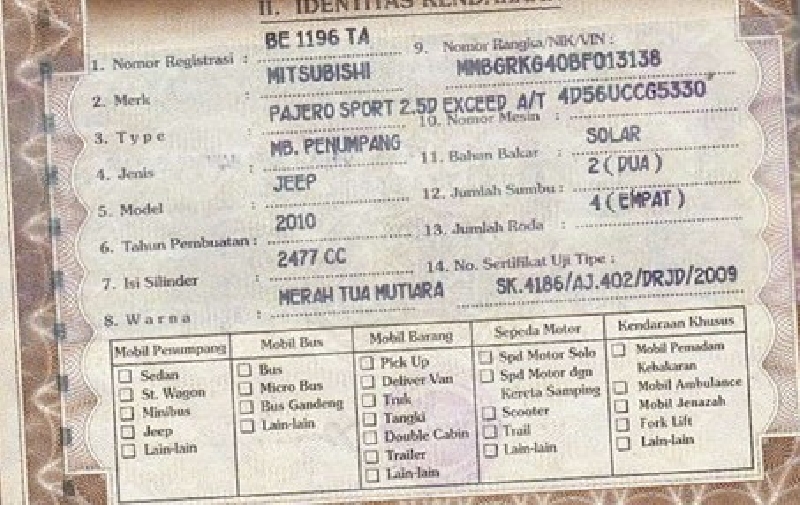 II. IDENTITAS KENDARAAN
1. Nomor Registrasi : BE 1196 TA
2. Merk : MITSUBISHI
3. Type : PAJERO SPORT 2.5D EXCEED A/T
4. Jenis : MB. PENUMPANG
5. Model : JEEP
6. Tahun Pembuatan : 2010
7. Isi Silinder : 2477 CC
8. Warna : MERAH TUA MUTIARA
9. Nomor Rangka/NIK/VIN : MMBGRKG40BF013138
10. Nomor Mesin : 4D56UCCG5330
11. Bahan Bakar : SOLAR
12. Jumlah Sumbu : 2 ( DUA )
13. Jumlah Roda : 4 ( EMPAT )
14. No. Sertifikat Uji Tipe : SK.4186/AJ.402/DRJD/2009
Mobil Penumpang
Sedan
St. Wagon
Minibus
Jeep
Lain-lain
Mobil Bus
Bus
Micro Bus
Bus Gandeng
Lain-lain
Mobil Barang
Pick Up
Deliver Van
Truk
Tangki
Double Cabin
Trailer
Lain-lain
Sepeda Motor
Spd Motor Solo
Spd Motor dgn
Kereta Samping
Scooter
Trail
Lain-lain
Kendaraan Khusus
Mobil Pemadam
Kebakaran
Mobil Ambulance
Mobil Jenazah
Fork Lift
Lain-lain